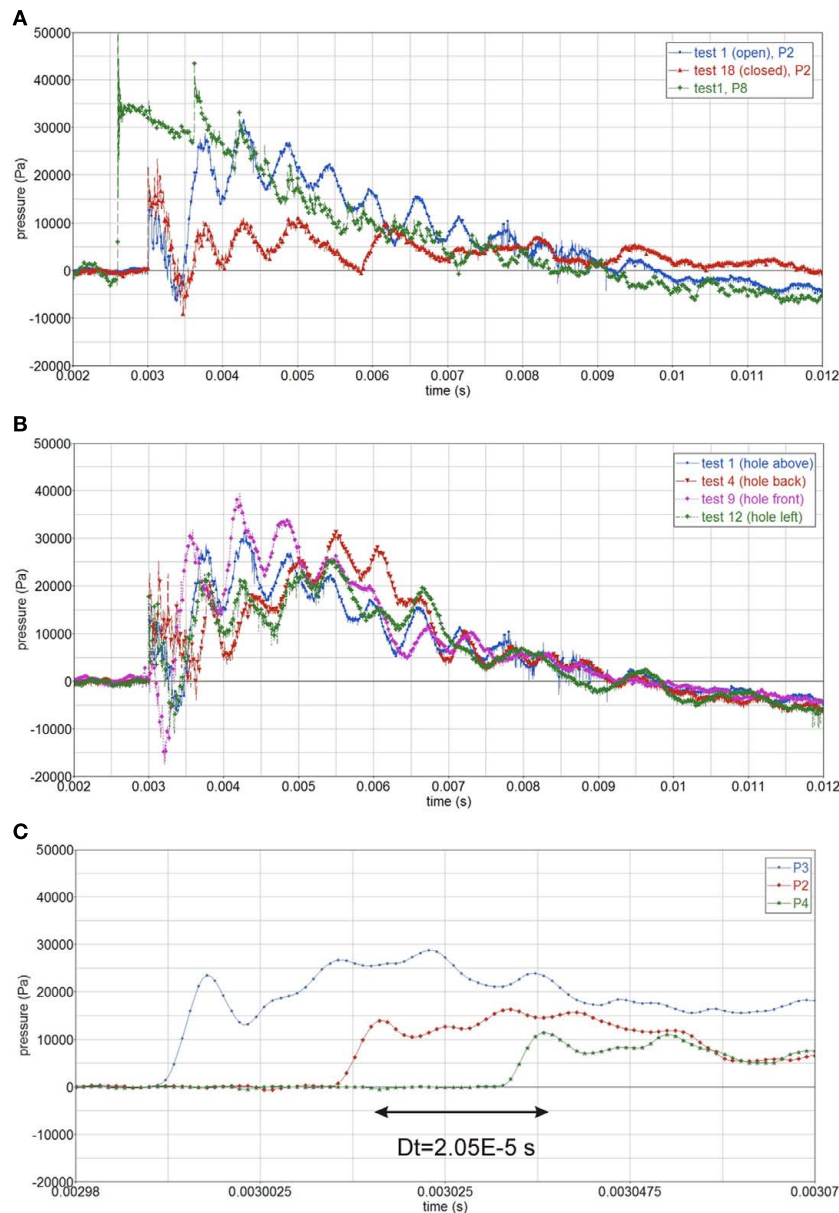 A
50000
40000
30000
20000
10000
0
-10000
-20000
pressure (Pa)
test 1 (open), P2
test 18 (closed), P2
test1, P8
0.002 0.003 0.004 0.005 0.006 0.007 0.008 0.009 0.01 0.011 0.012
time (s)
B
50000
40000
30000
20000
10000
0
-10000
-20000
pressure (Pa)
test 1 (hole above)
test 4 (hole back)
test 9 (hole front)
test 12 (hole left)
0.002 0.003 0.004 0.005 0.006 0.007 0.008 0.009 0.01 0.011 0.012
time (s)
C
50000
40000
30000
20000
10000
0
-10000
-20000
pressure (Pa)
P3
P2
P4
Dt=2.05E-5 s
0.00298 0.0030025 0.003025 0.0030475 0.00307
time (s)